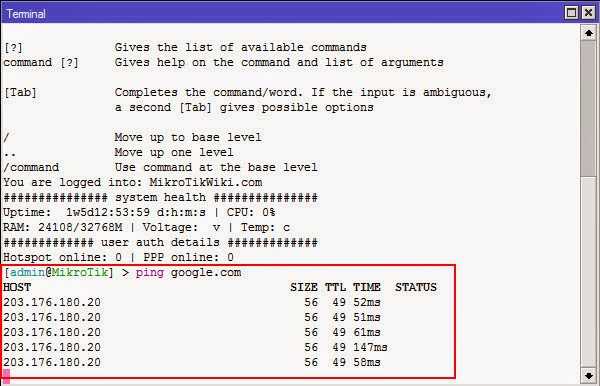 Terminal
[?] Gives the list of available commands
command [?] Gives help on the command and list of arguments
[Tab] Completes the command/word. If the input is ambiguous,
a second [Tab] gives possible options
/ Move up to base level
.. Move up one level
/command Use command at the base level
You are logged into: MikroTikWiki.com
############### system health ###############
Uptime: 1w5d12:53:59 d:h:m:s | CPU: 0%
RAM: 24108/32768M | Voltage: v | Temp: c
############# user auth details #############
Hotspot online: 0 | PPP online: 0
[admin@MikroTik] > ping google.com
HOST SIZE TTL TIME STATUS
203.176.180.20 56 49 52ms
203.176.180.20 56 49 51ms
203.176.180.20 56 49 61ms
203.176.180.20 56 49 147ms
203.176.180.20 56 49 58ms